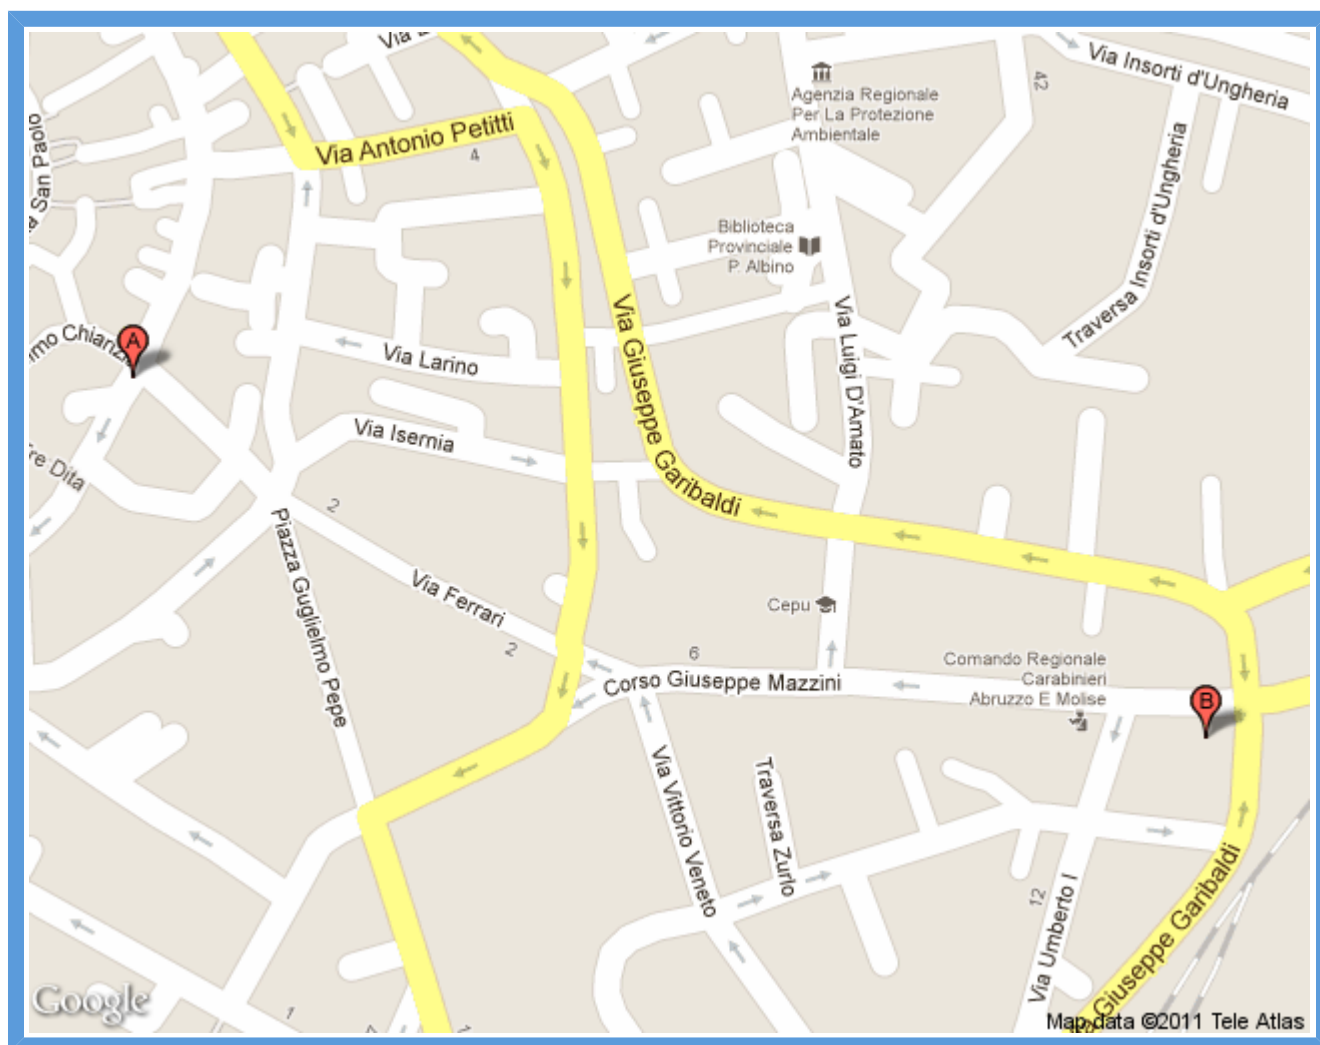 Via Insorti d'Ungheria
42
Agenzia Regionale
Per La Protezione
Ambientale
Via Antonio Petitti
4
San Paolo
Traversa Insorti d'Ungheria
Biblioteca
Provinciale
P. Albino
A
Via Giuseppe Garibaldi
Via Luigi D'Amato
Via Larino
Via Isernia
Dita
2
Piazza Guglielmo Pepe
Via Ferrari
2
Cepu
6
Corso Giuseppe Mazzini
Comando Regionale
Carabinieri
Abruzzo E Molise
B
Via Vittorio Veneto
Traversa Zurlo
12
Via Umberto I
Giuseppe Garibaldi
Google
1
Map data ©2011 Tele Atlas